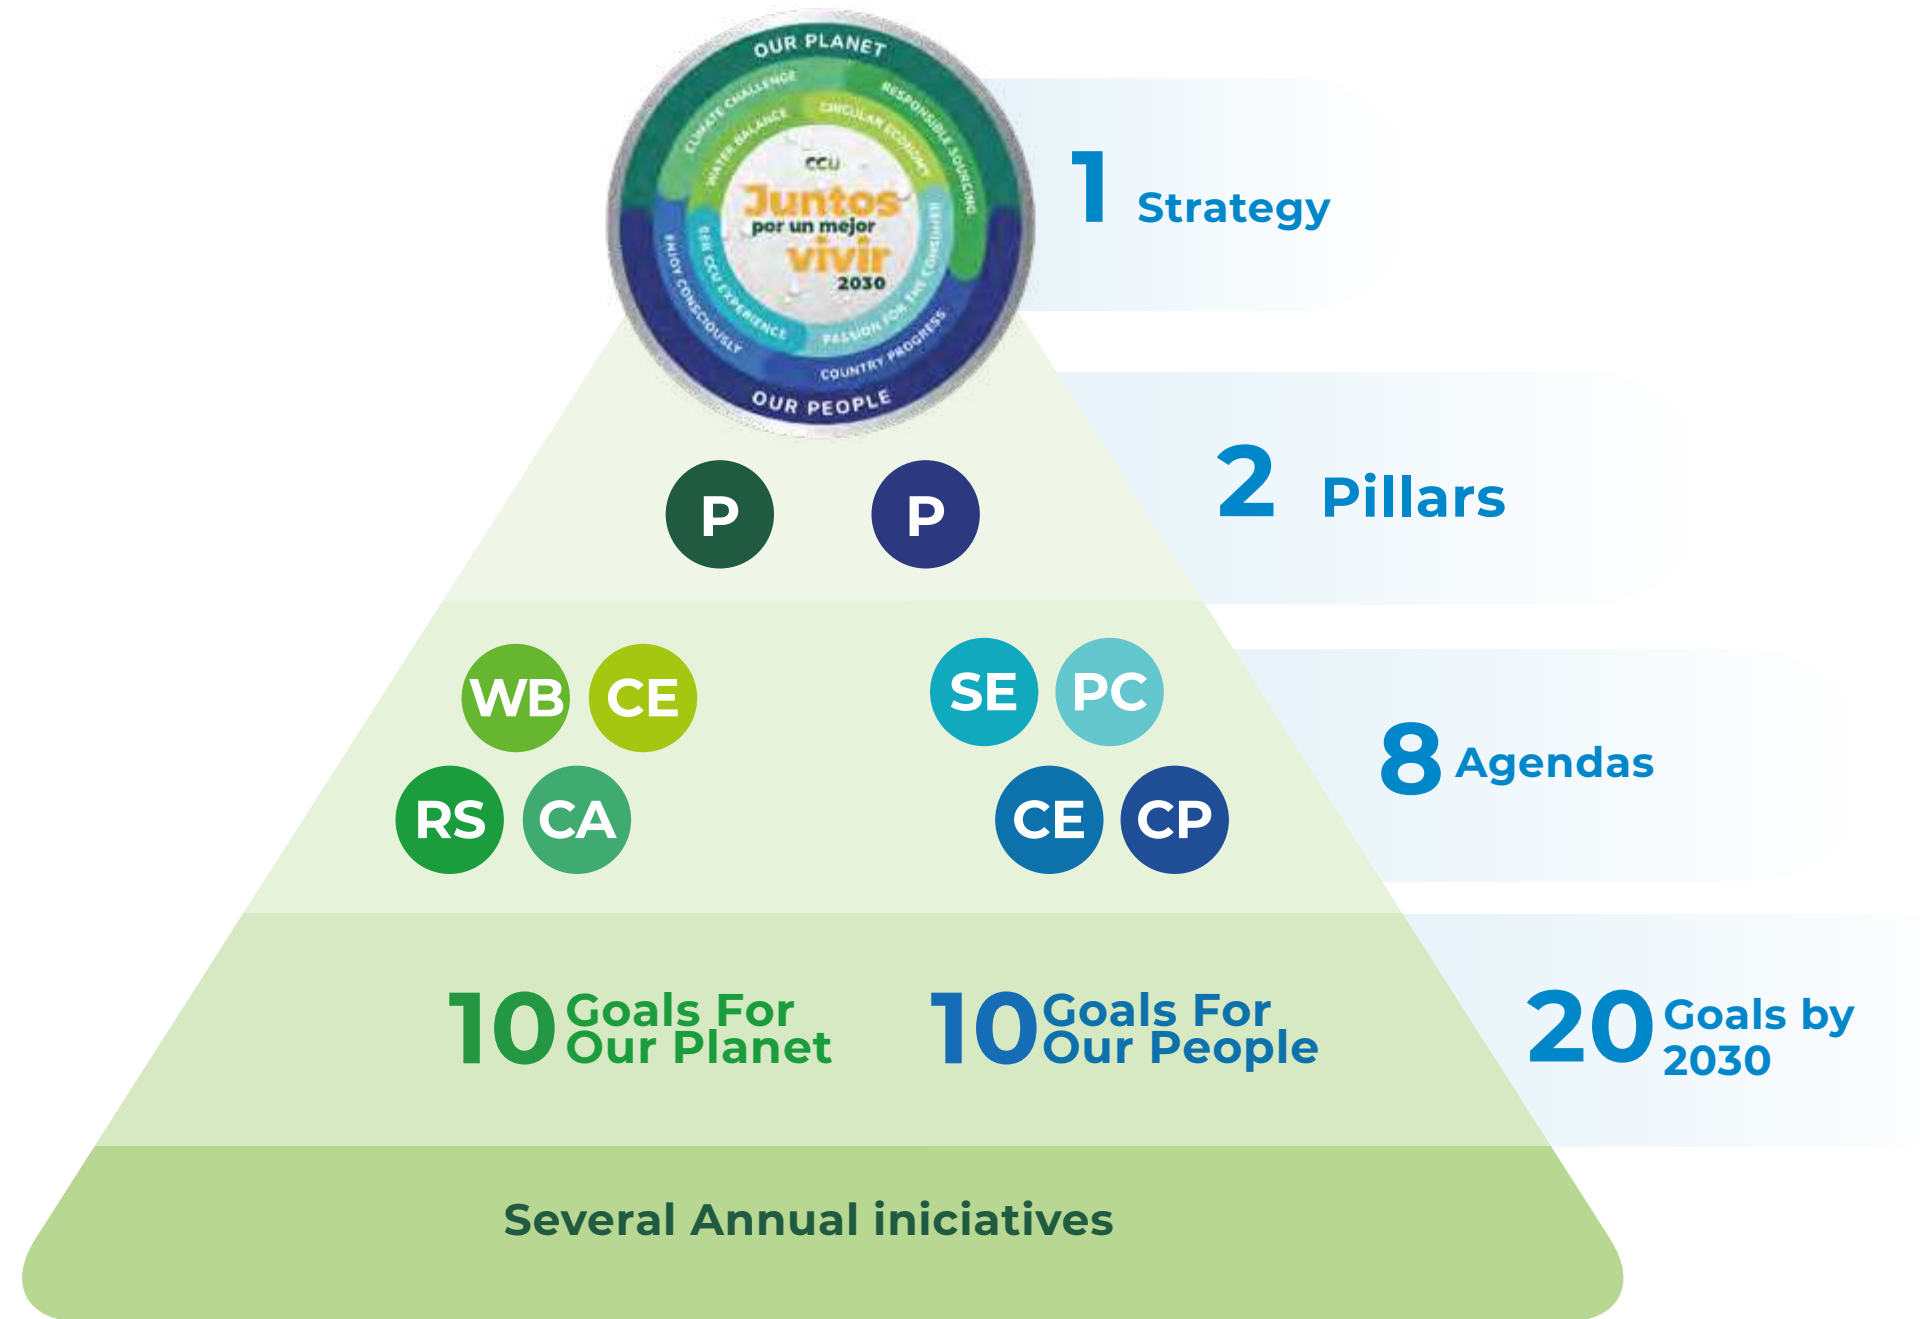 OUR PLANET
CLIMATE CHALLENGE
RESPONSIBLE SOURCING
WATER BALANCE
CIRCULAR ECONOMY
CCU
Juntos
por un mejor
vivir
2030
ENJOY CONSCIOUSLY
SER CCU EXPERIENCE
PASSION FOR THE CONSUMER
COUNTRY PROGRESS
OUR PEOPLE
1 Strategy
P P
2 Pillars
WB CE SE PC
RS CA CE CP
8 Agendas
10 Goals For
Our Planet
10 Goals For
Our People
20 Goals by
2030
Several Annual iniciatives